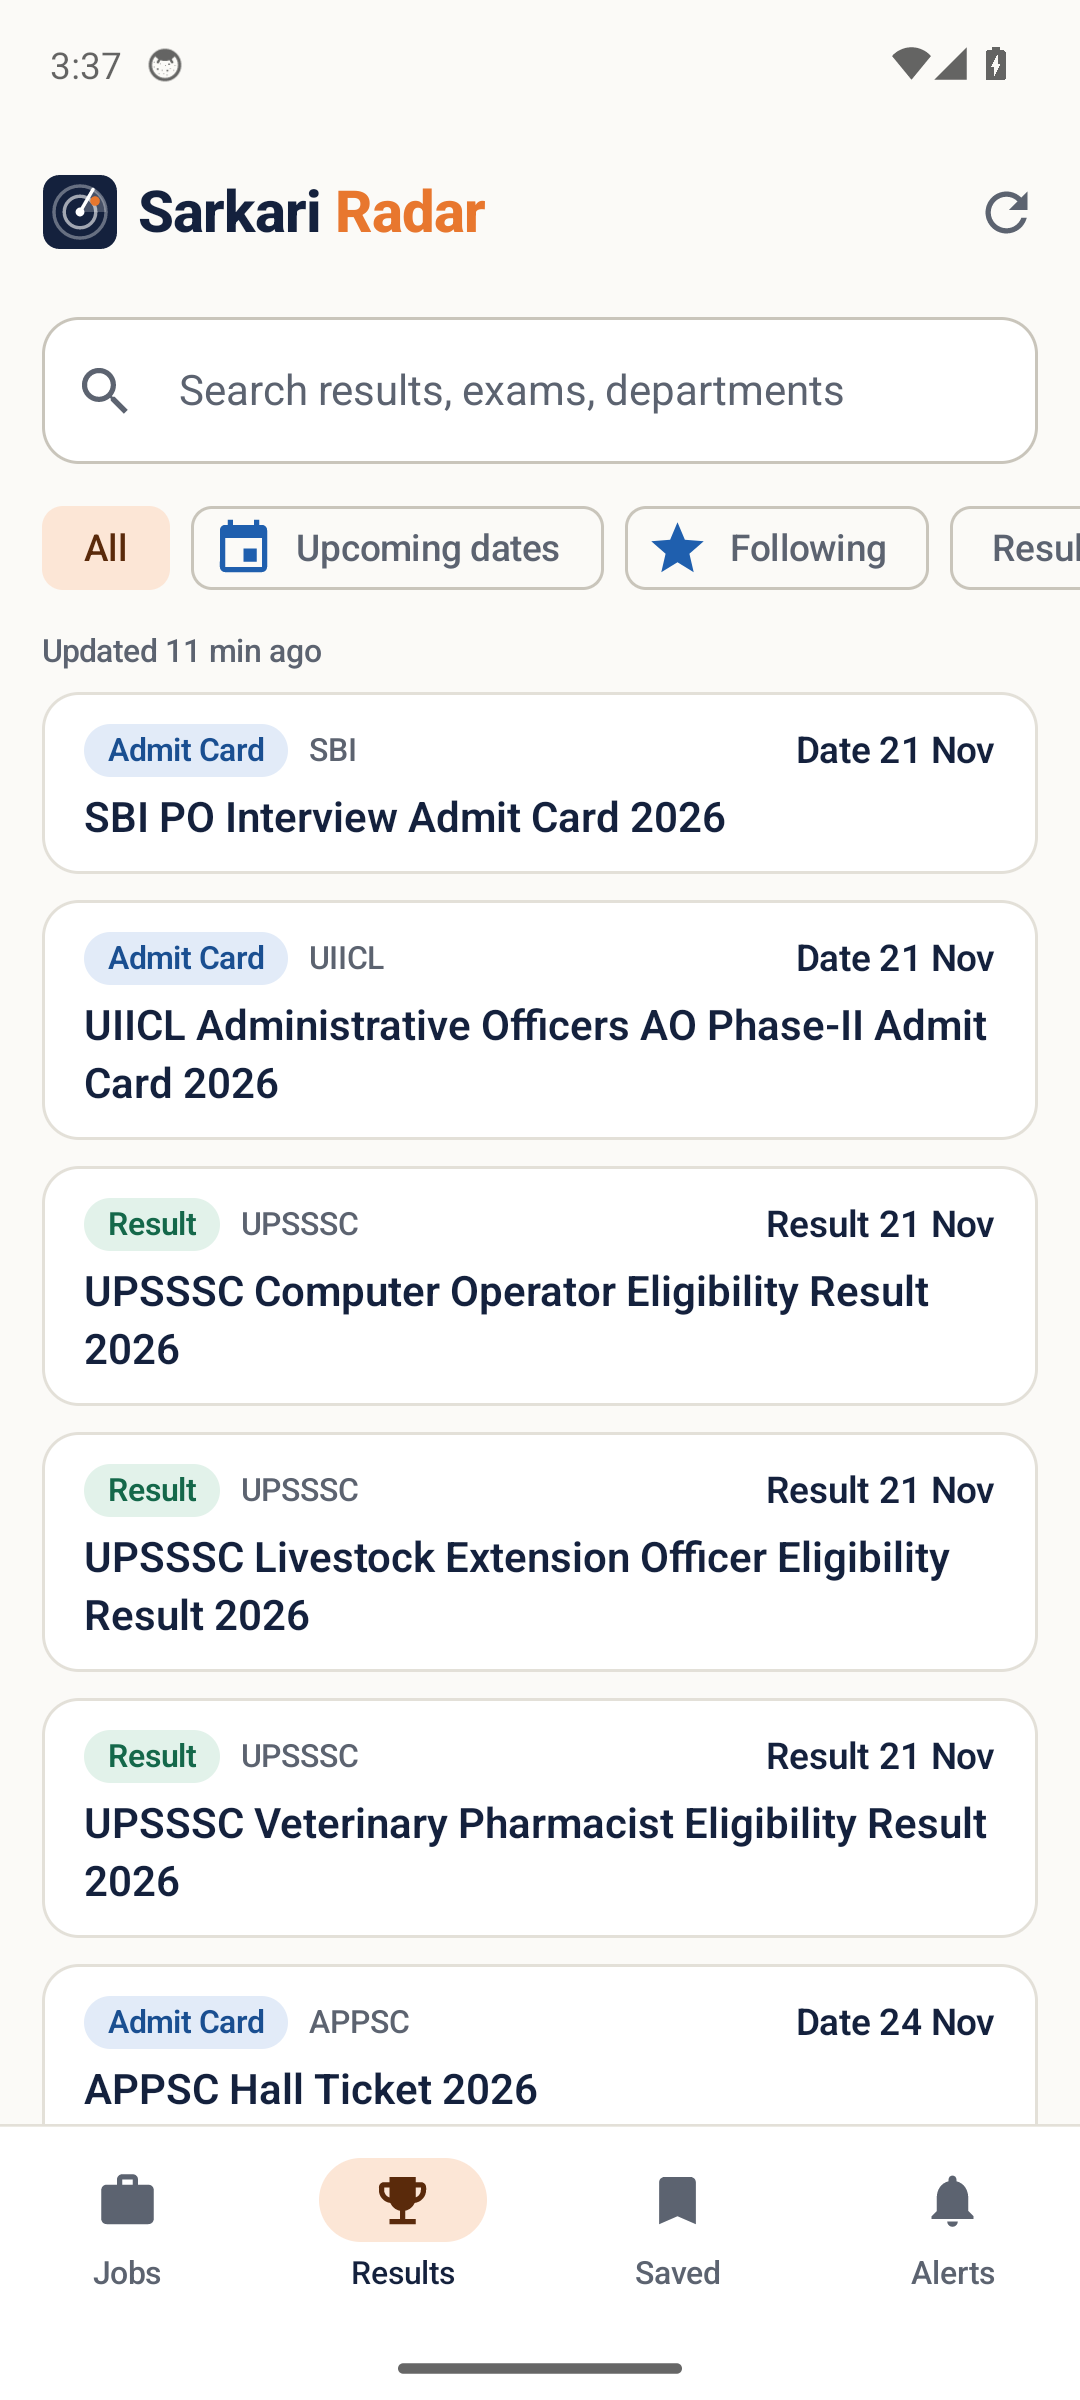 3:37
Sarkari Radar
Search results, exams, departments
All
Upcoming dates
Following
Resul
Updated 11 min ago
Admit Card SBI Date 21 Nov
SBI PO Interview Admit Card 2026
Admit Card UIICL Date 21 Nov
UIICL Administrative Officers AO Phase-II Admit
Card 2026
Result UPSSSC Result 21 Nov
UPSSSC Computer Operator Eligibility Result
2026
Result UPSSSC Result 21 Nov
UPSSSC Livestock Extension Officer Eligibility
Result 2026
Result UPSSSC Result 21 Nov
UPSSSC Veterinary Pharmacist Eligibility Result
2026
Admit Card APPSC Date 24 Nov
APPSC Hall Ticket 2026
Jobs
Results
Saved
Alerts